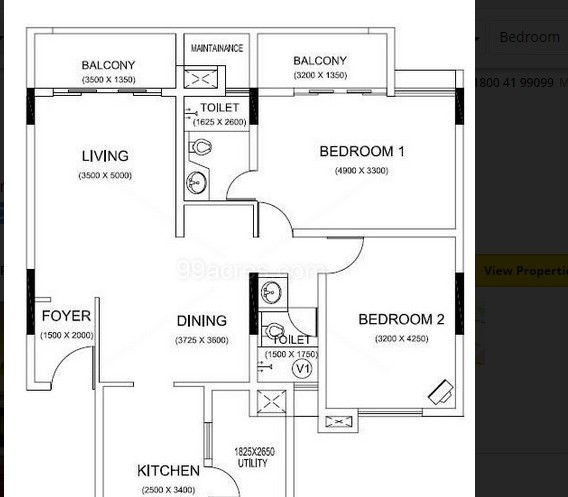 MAINTAINANCE
BALCONY
(3500 X 1350)
BALCONY
(3200 X 1350)
Bedroom
1800 41 99099 M
TOILET
(1625 X 2600)
LIVING
(3500 X 5000)
BEDROOM 1
(4900 X 3300)
99acres.com
View Properti
FOYER
(1500 X 2000)
DINING
(3725 X 3600)
BEDROOM 2
(3200 X 4250)
TOILET
(1500 X 1750)
V1
1825X2650
UTILITY
KITCHEN
(2500 X 3400)